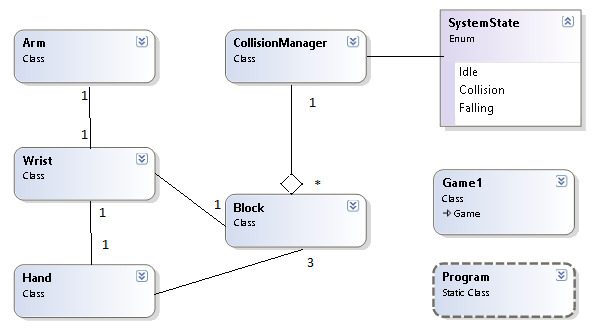 Arm
Class
CollisionManager
Class
SystemState
Enum
Idle
Collision
Falling
1
1
1
Wrist
Class
*
Game1
Class
Game
1
1
Block
Class
1
3
Hand
Class
Program
Static Class